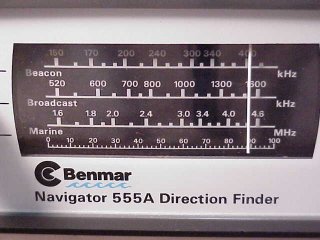 150 170 200 240 300 340 400
Beacon kHz
520 600 700 800 1000 1300 1600
Broadcast kHz
1.6 1.8 2.0 2.4 3.0 3.4 4.0 4.6
Marine MHz
0 10 20 30 40 50 60 70 80 90 100
Benmar
Navigator 555A Direction Finder